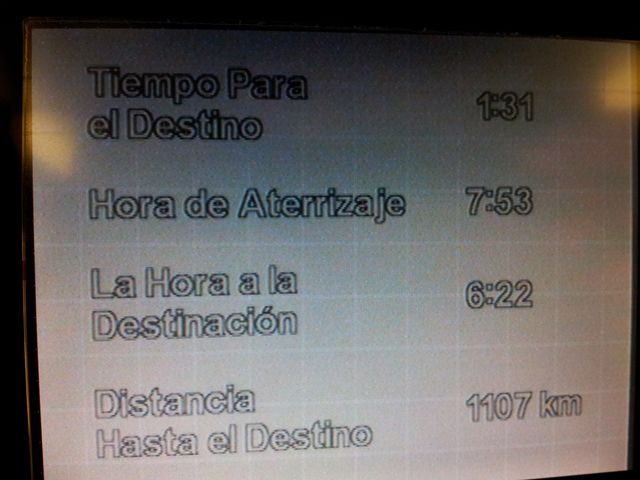 Tiempo Para
el Destino 1:31
Hora de Aterrizaje 7:53
La Hora a la
Destinación 6:22
Distancia
Hasta el Destino 1107 km